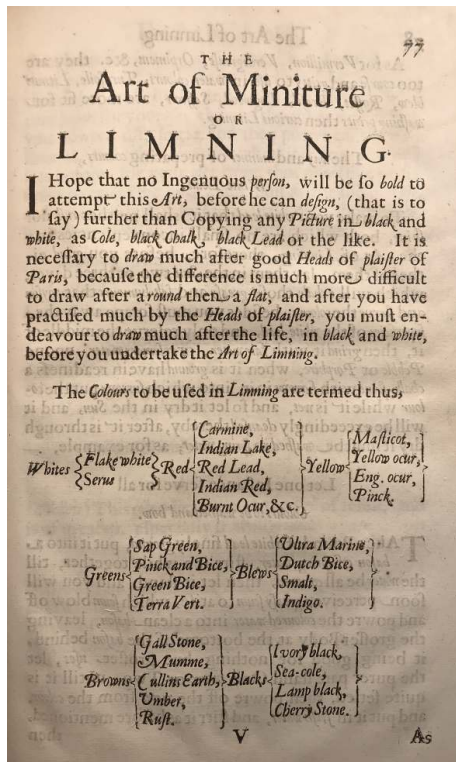 77
THE
Art of Miniture
OR
LIMNING.
I Hope that no Ingenuous person, will be so bold to
attempt this Art, before he can design, (that is to
say) further than Copying any Picture in black and
white, as Cole, black Chalk, black Lead or the like. It is
necessary to draw much after good Heads of plaister of
Paris, because the difference is much more difficult
to draw after a round then a flat, and after you have
practised much by the Heads of plaister, you must en-
deavour to draw much after the life, in black and white,
before you undertake the Art of Limning.
The Colours to be used in Limning are termed thus,
Whites { Flake white
Serus
Red { Carmine,
Indian Lake,
Red Lead,
Indian Red,
Burnt Ocur, &c.
Yellow { Masticot,
Yellow ocur,
Eng. ocur,
Pinck.
Greens { Sap Green,
Pinck and Bice,
Green Bice,
Terra Vert.
Blews { Vltra Marine,
Dutch Bice,
Smalt,
Indigo.
Browns { Gall Stone,
Mumme,
Cullins Earth,
Vmber,
Rust.
Blacks { Ivory black,
Sea-cole,
Lamp black,
Cherry Stone.
V
As